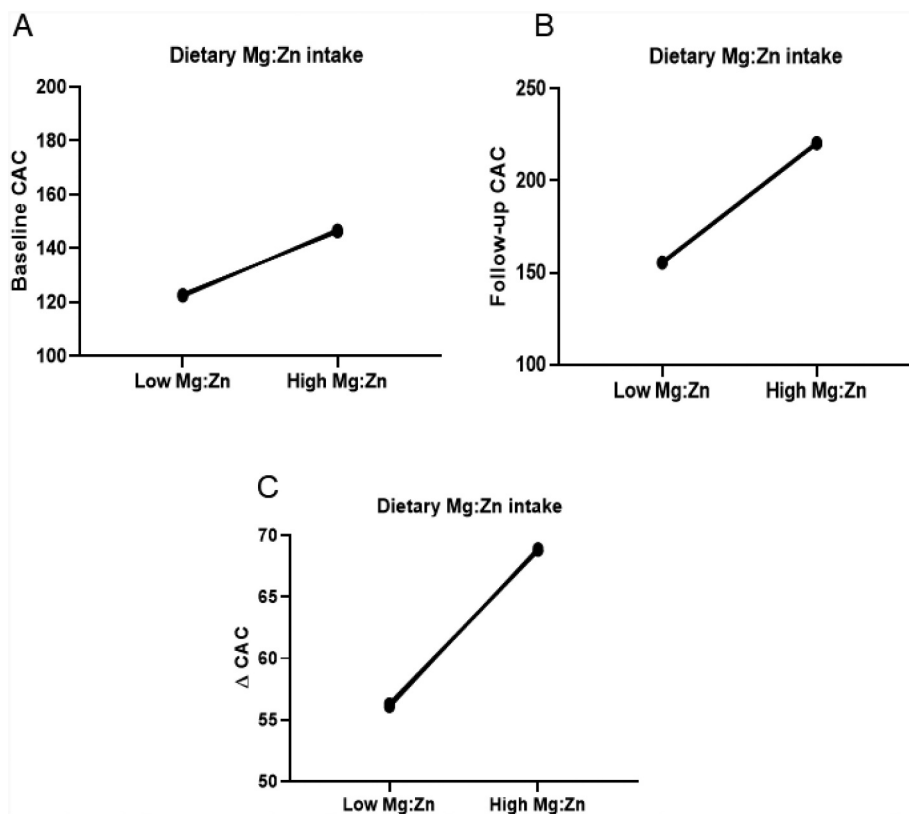 A
Dietary Mg:Zn intake
200
180
160
140
120
100
Baseline CAC
Low Mg:Zn High Mg:Zn
B
Dietary Mg:Zn intake
250
200
150
100
Follow-up CAC
Low Mg:Zn High Mg:Zn
C
Dietary Mg:Zn intake
70
65
60
55
50
Δ CAC
Low Mg:Zn High Mg:Zn